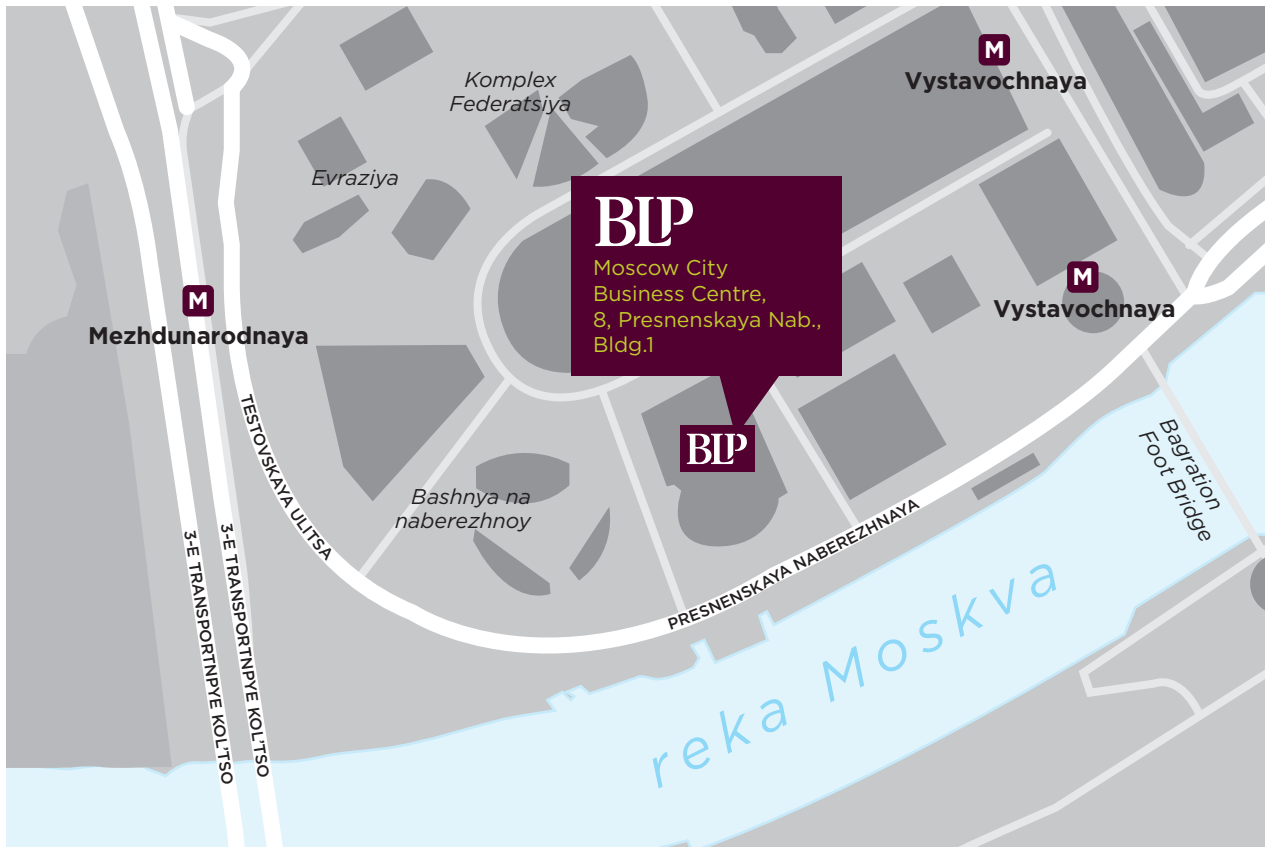 Komplex
Federatsiya
M
Vystavochnaya
Evraziya
BLP
Moscow City
Business Centre,
8, Presnenskaya Nab.,
Bldg.1
M
Mezhdunarodnaya
M
Vystavochnaya
TESTOVSKAYA ULITSA
BLP
Bashnya na
naberezhnoy
Bagration
Foot Bridge
3-E TRANSPORTNPYE KOL'TSO
3-E TRANSPORTNPYE KOL'TSO
PRESNENSKAYA NABEREZHNAYA
reka Moskva